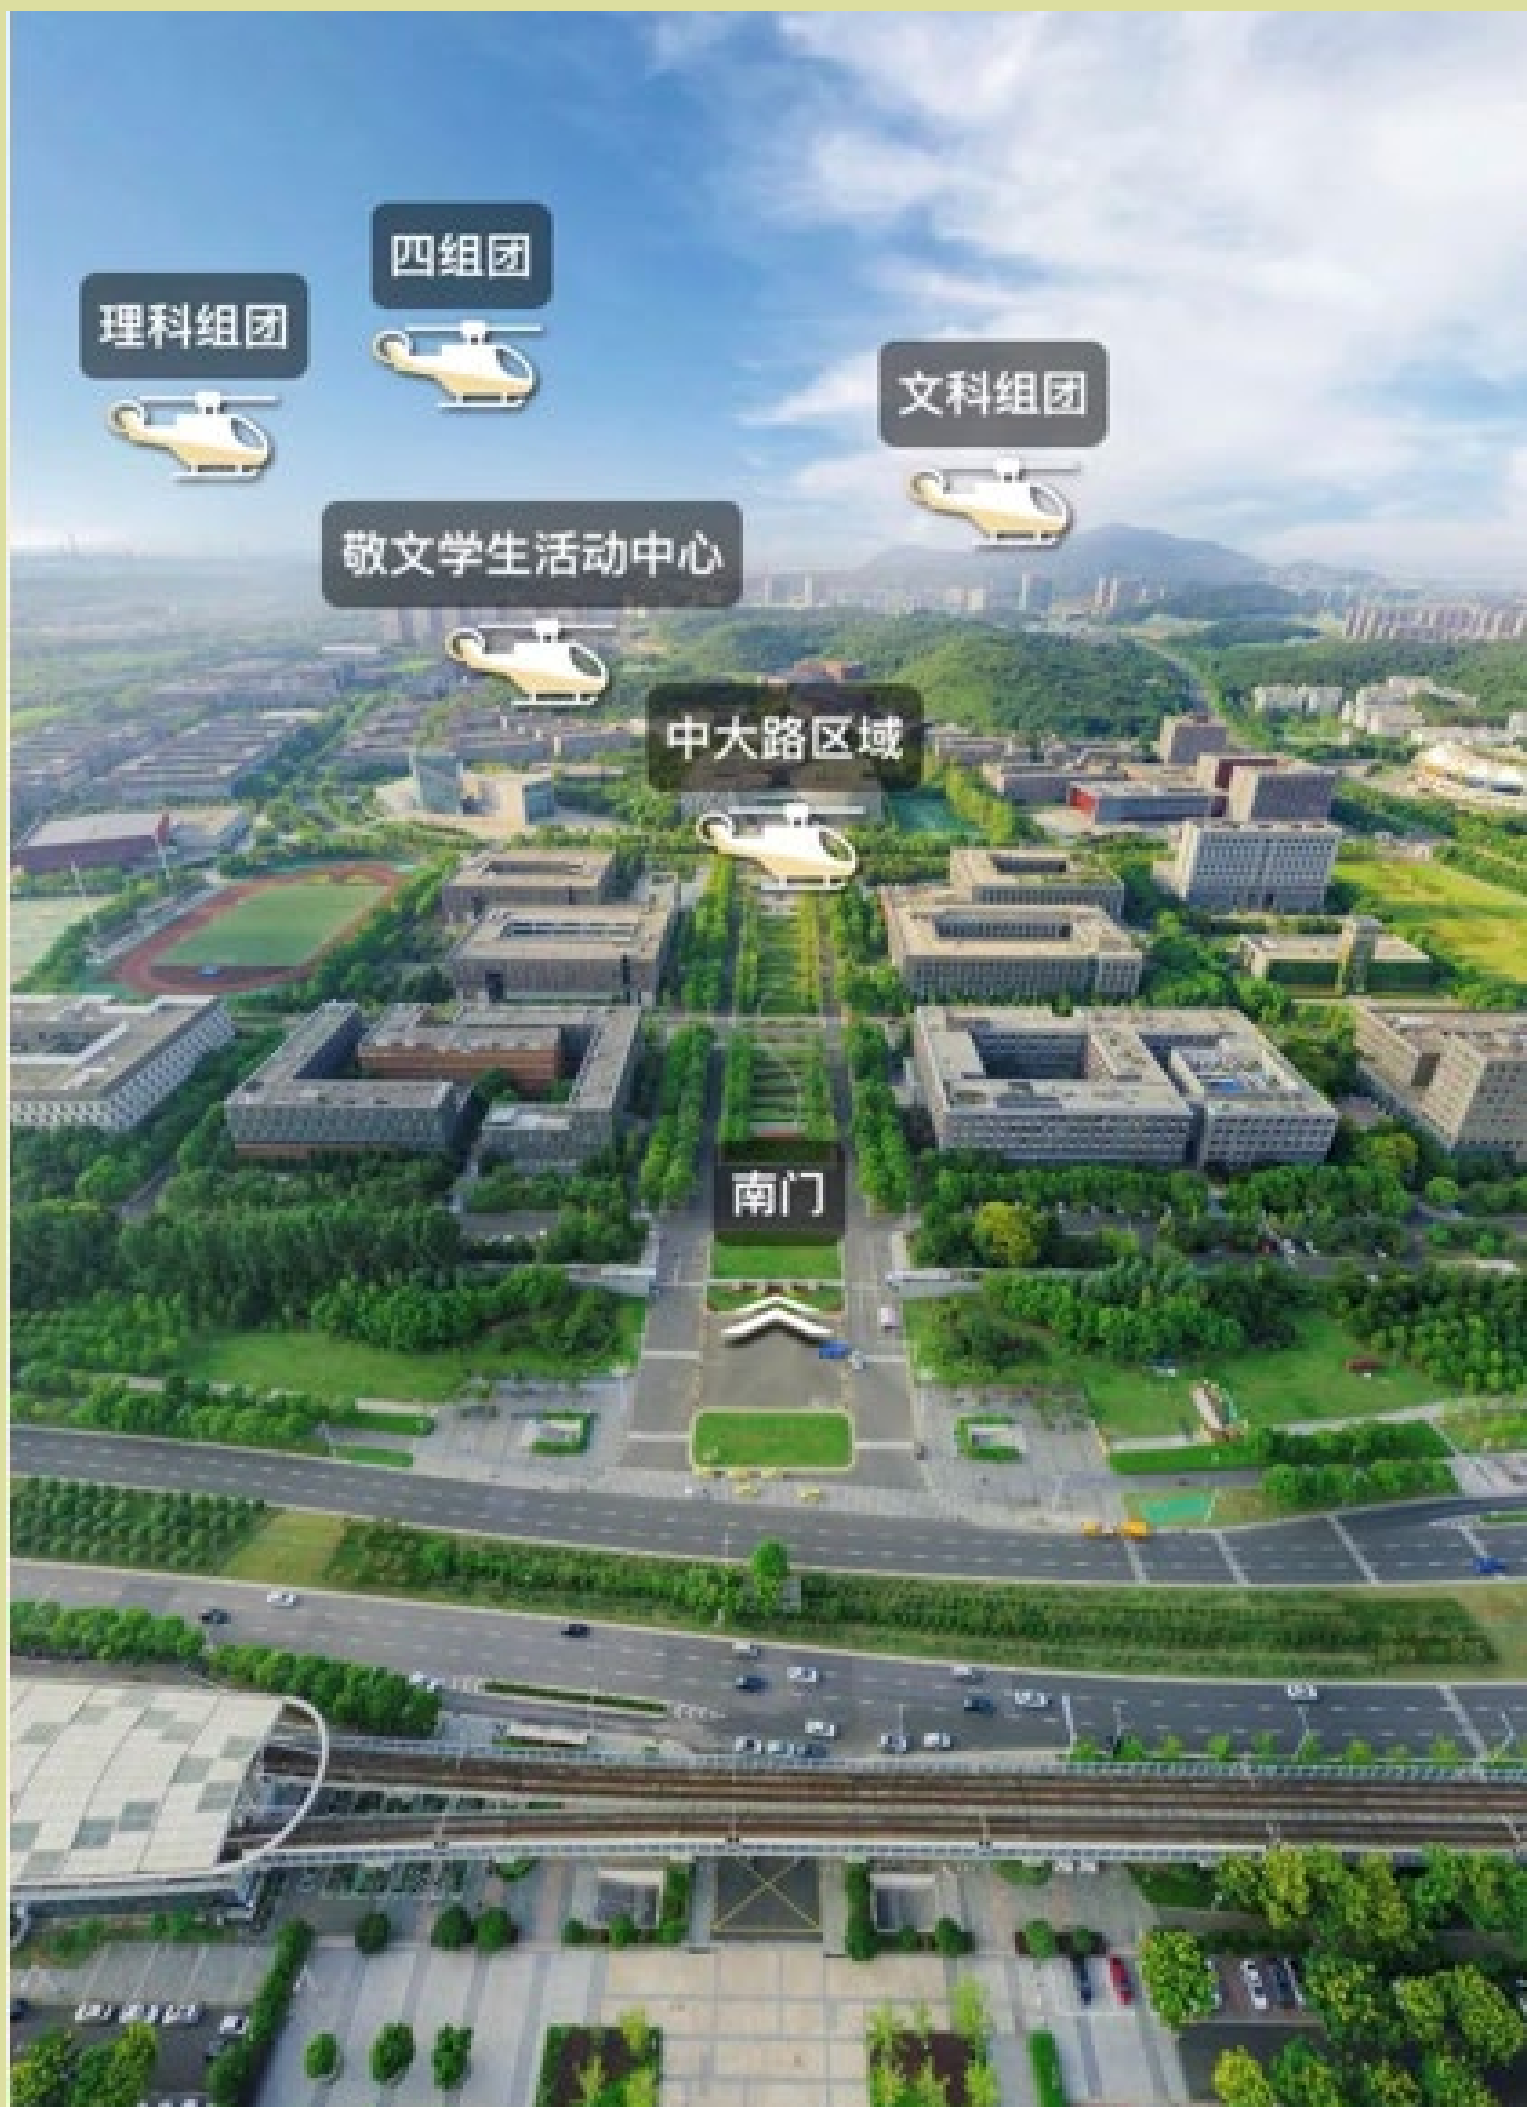 四组团
理科组团
文科组团
敬文学生活动中心
中大路区域
南门